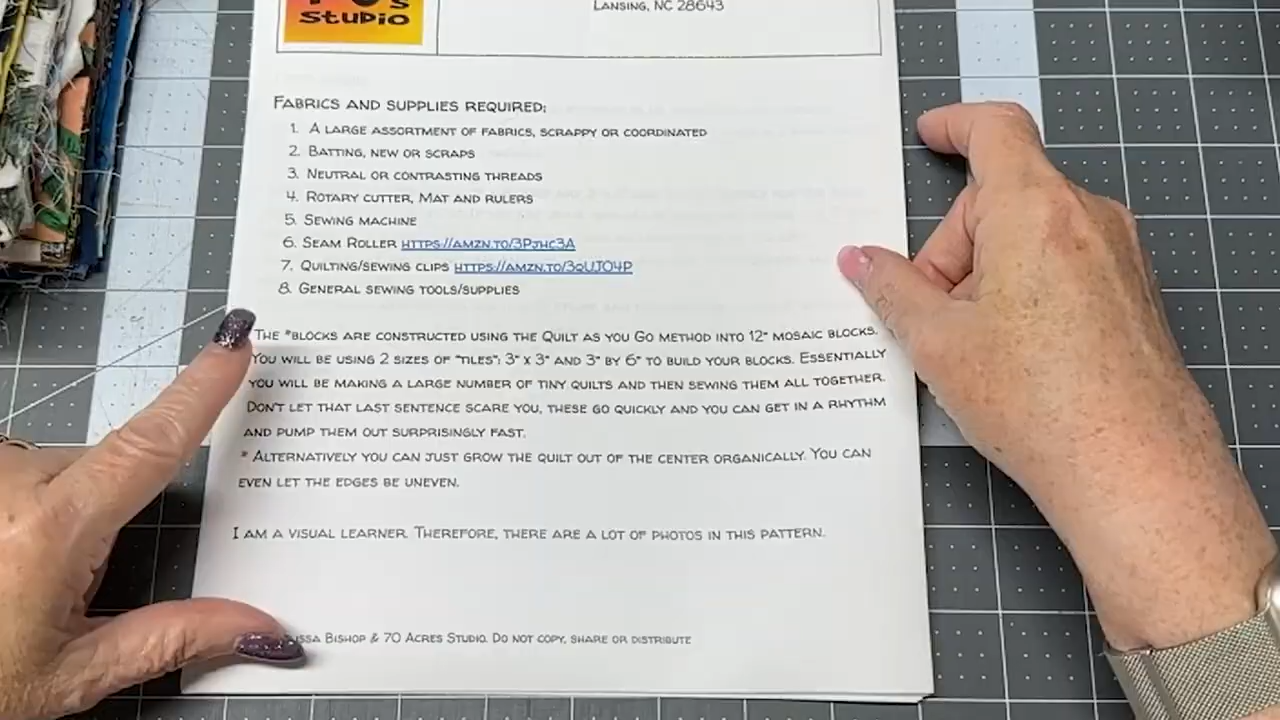 STUDIO
LANSING, NC 28643
FABRICS AND SUPPLIES REQUIRED:
1. A LARGE ASSORTMENT OF FABRICS, SCRAPPY OR COORDINATED
2. BATTING, NEW OR SCRAPS
3. NEUTRAL OR CONTRASTING THREADS
4. ROTARY CUTTER, MAT AND RULERS
5. SEWING MACHINE
6. SEAM ROLLER HTTPS://AMZN.TO/3PJHC3A
7. QUILTING/SEWING CLIPS HTTPS://AMZN.TO/3QUJO4P
8. GENERAL SEWING TOOLS/SUPPLIES
THE *BLOCKS ARE CONSTRUCTED USING THE QUILT AS YOU GO METHOD INTO 12" MOSAIC BLOCKS.
YOU WILL BE USING 2 SIZES OF "TILES": 3" X 3" AND 3" BY 6" TO BUILD YOUR BLOCKS. ESSENTIALLY
YOU WILL BE MAKING A LARGE NUMBER OF TINY QUILTS AND THEN SEWING THEM ALL TOGETHER.
DON'T LET THAT LAST SENTENCE SCARE YOU, THESE GO QUICKLY AND YOU CAN GET IN A RHYTHM
AND PUMP THEM OUT SURPRISINGLY FAST.
* ALTERNATIVELY YOU CAN JUST GROW THE QUILT OUT OF THE CENTER ORGANICALLY. YOU CAN
EVEN LET THE EDGES BE UNEVEN.
I AM A VISUAL LEARNER. THEREFORE, THERE ARE A LOT OF PHOTOS IN THIS PATTERN.
BISHOP & 70 ACRES STUDIO. DO NOT COPY, SHARE OR DISTRIBUTE